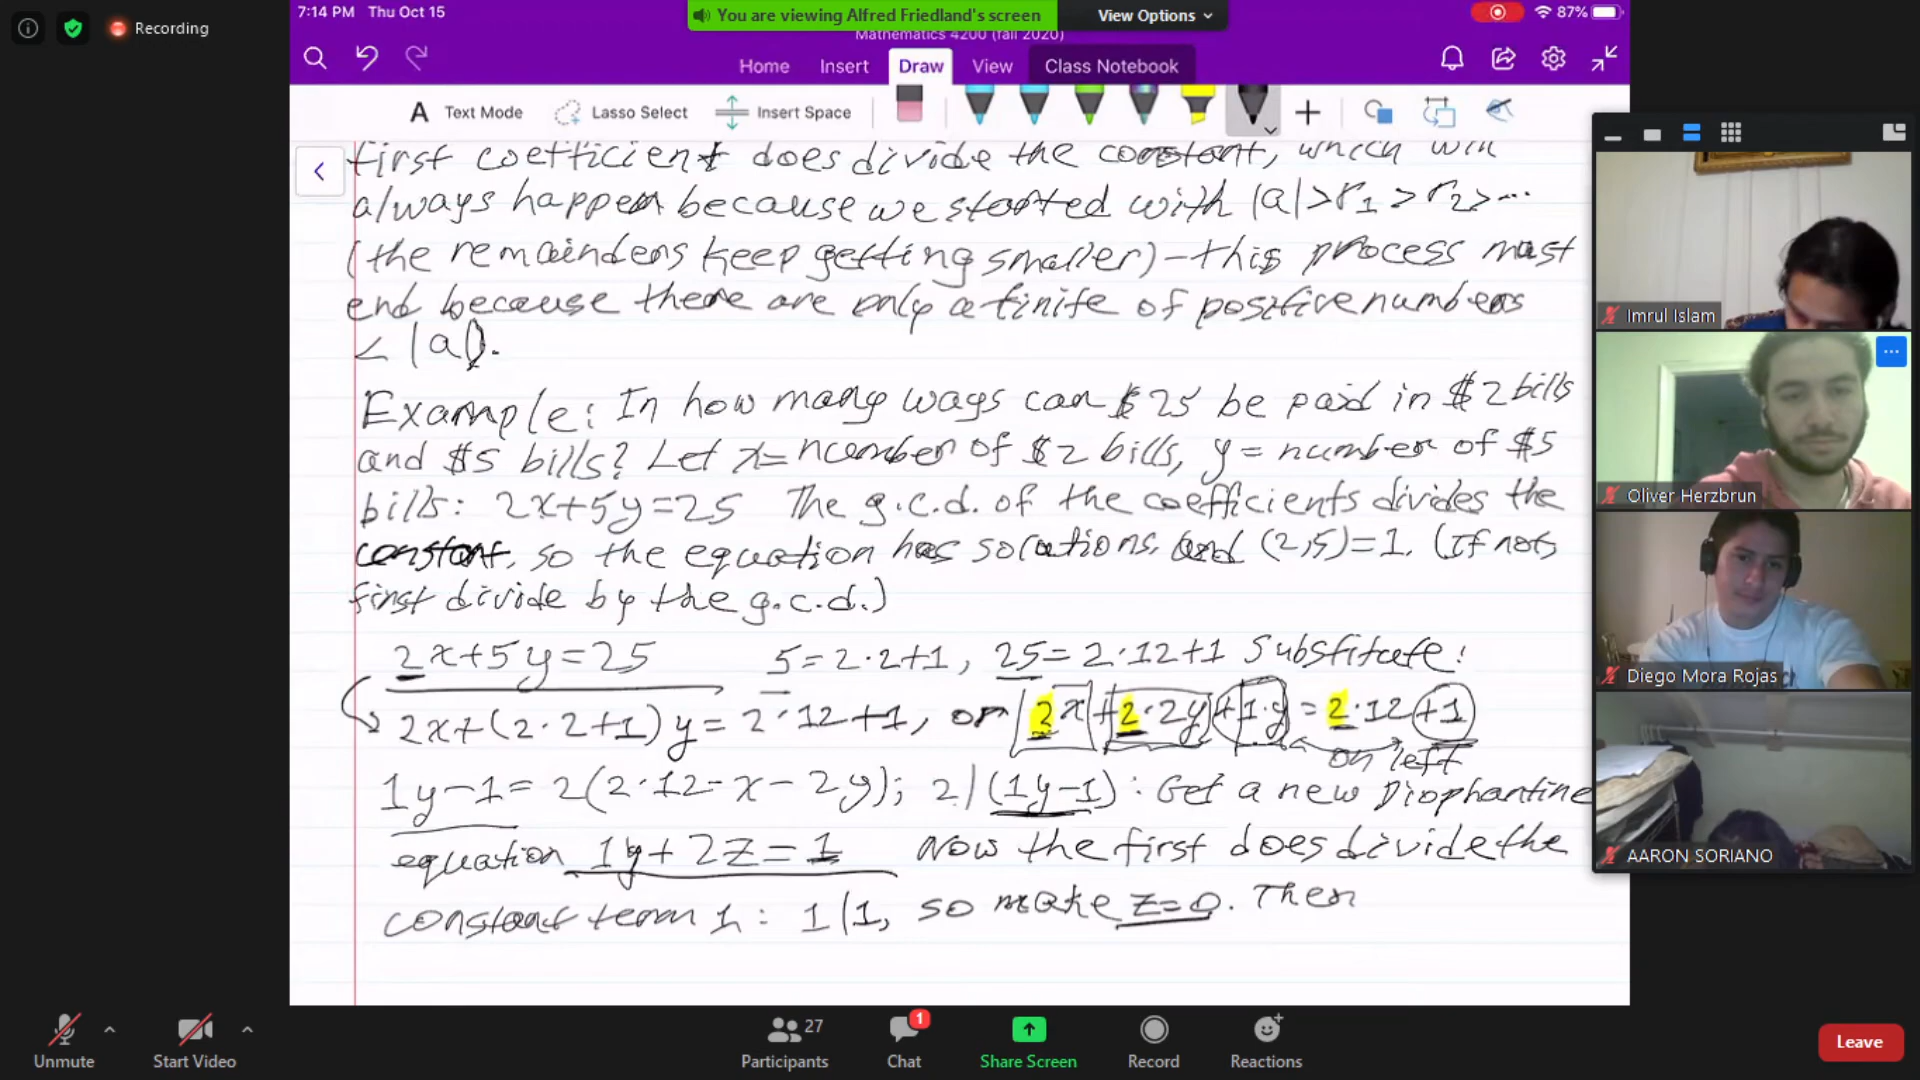 7:14 PM Thu Oct 15
You are viewing Alfred Friedland's screen
View Options
87%
Recording
Mathematics 4200 (fall 2020)
Home Insert Draw View Class Notebook
A Text Mode Lasso Select Insert Space
first coefficient does divide the constant, which will
always happen because we started with |a|>r₁>r₂>...
(the remainders keep getting smaller)-this process must
end because there are only a finite of positive numbers
< |a|).
Example: In how many ways can $25 be paid in $2 bills
and $5 bills? Let x= number of $2 bills, y= number of $5
bills: 2x+5y=25 The g.c.d. of the coefficients divides the
constant, so the equation has solutions, and (2,5)=1. (If not,
first divide by the g.c.d.)
2x+5y=25 5=2·2+1, 25=2·12+1 Substitute:
2x+(2·2+1)y=2·12+1, or 2x+2·2y+1·y=2·12+1
on left
1y-1=2(2·12-x-2y); 2|(1y-1): Get a new Diophantine
equation 1y+2z=1 Now the first does divide the
constant term 1: 1|1, so make z=0. Then
Imrul Islam
Oliver Herzbrun
Diego Mora Rojas
AARON SORIANO
Unmute
Start Video
27
Participants
1
Chat
Share Screen
Record
Reactions
Leave